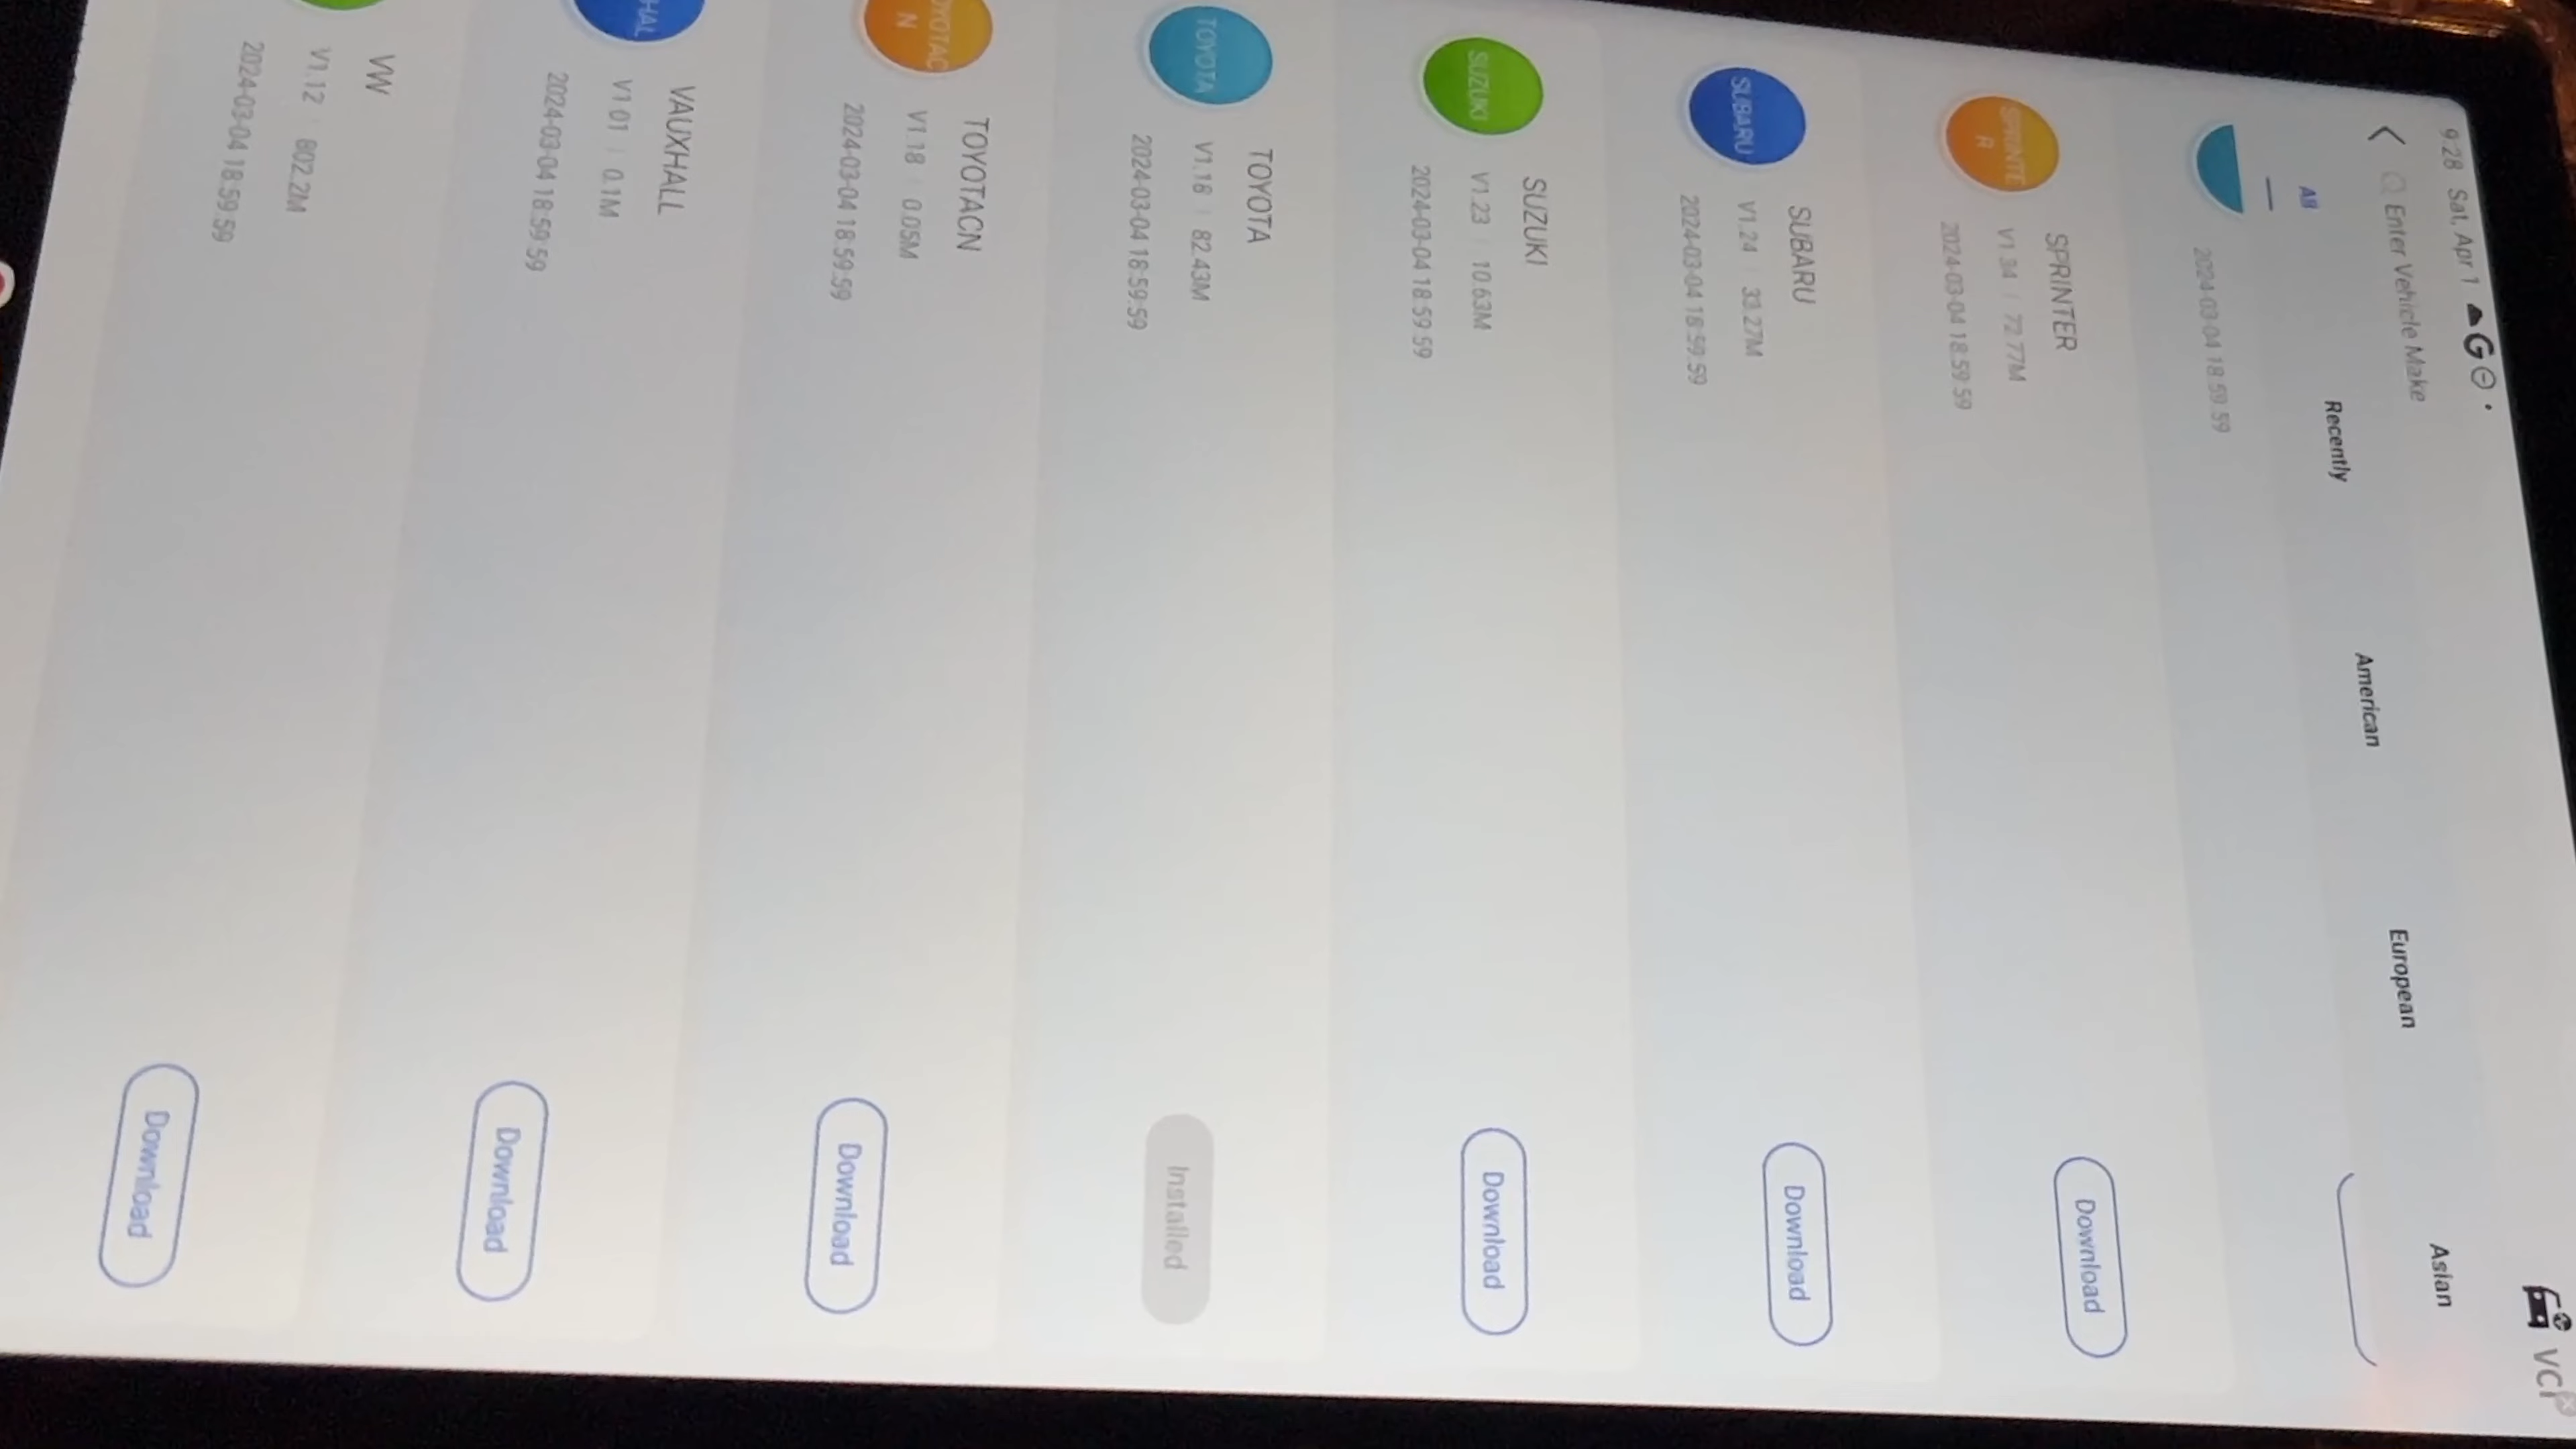 9:28 Sat, Apr 1 G
VCI
Enter Vehicle Make
All Recently American European Asian
2024-03-04 18:59:59
SPRINTE
R
SPRINTER
V1.34 | 72.77M
2024-03-04 18:59:59
Download
SUBARU
SUBARU
V1.24 | 33.27M
2024-03-04 18:59:59
Download
SUZUKI
SUZUKI
V1.23 | 10.63M
2024-03-04 18:59:59
Download
TOYOTA
TOYOTA
V1.18 | 82.43M
2024-03-04 18:59:59
Installed
OYOTAC
N
TOYOTACN
V1.18 | 0.05M
2024-03-04 18:59:59
Download
HAL
VAUXHALL
V1.01 | 0.1M
2024-03-04 18:59:59
Download
VW
V1.12 | 802.2M
2024-03-04 18:59:59
Download